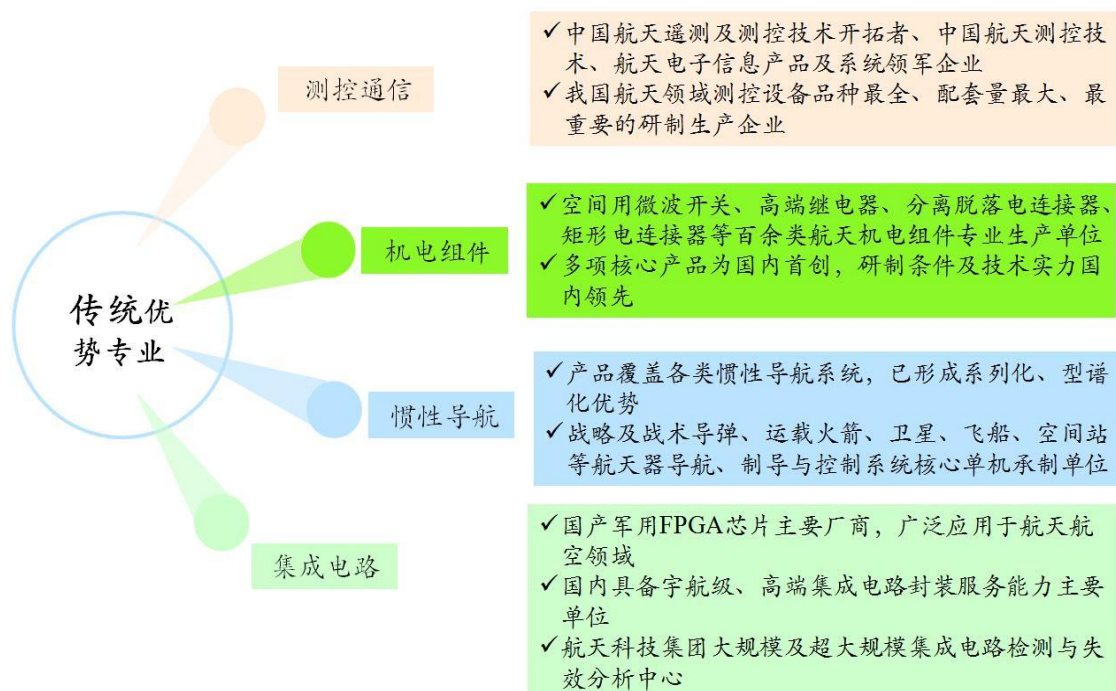 传统优
势专业
测控通信
✓中国航天遥测及测控技术开拓者、中国航天测控技
术、航天电子信息产品及系统领军企业
✓我国航天领域测控设备品种最全、配套量最大、最
重要的研制生产企业
机电组件
✓空间用微波开关、高端继电器、分离脱落电连接器、
矩形电连接器等百余类航天机电组件专业生产单位
✓多项核心产品为国内首创，研制条件及技术实力国
内领先
惯性导航
✓产品覆盖各类惯性导航系统，已形成系列化、型谱
化优势
✓战略及战术导弹、运载火箭、卫星、飞船、空间站
等航天器导航、制导与控制系统核心单机承制单位
集成电路
✓国产军用FPGA芯片主要厂商，广泛应用于航天航
空领域
✓国内具备宇航级、高端集成电路封装服务能力主要
单位
✓航天科技集团大规模及超大规模集成电路检测与失
效分析中心